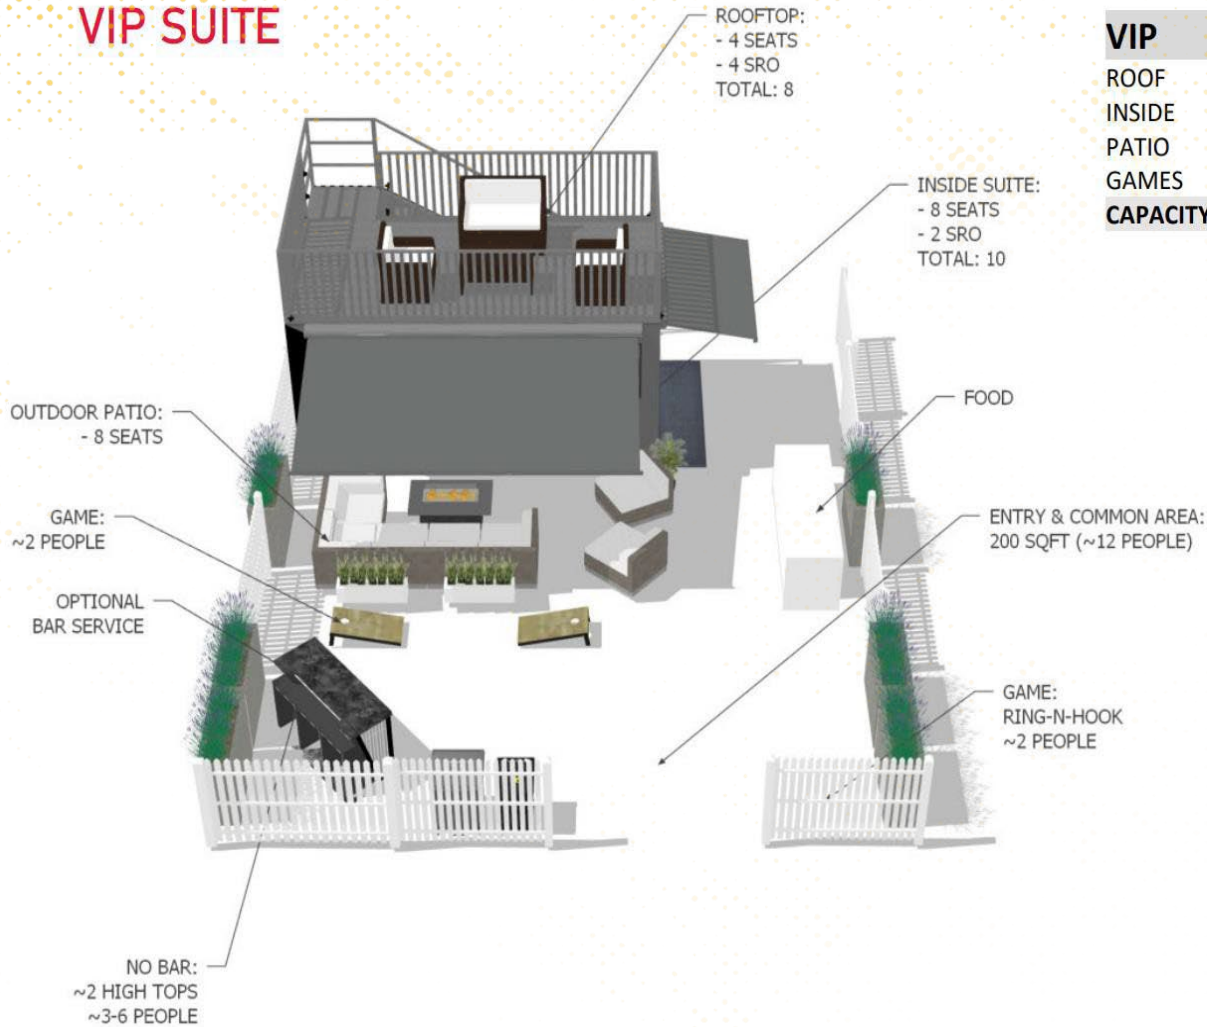 VIP SUITE
ROOFTOP:
- 4 SEATS
- 4 SRO
TOTAL: 8
VIP
ROOF
INSIDE
PATIO
GAMES
CAPACITY
INSIDE SUITE:
- 8 SEATS
- 2 SRO
TOTAL: 10
OUTDOOR PATIO:
- 8 SEATS
FOOD
GAME:
~2 PEOPLE
ENTRY & COMMON AREA:
200 SQFT (~12 PEOPLE)
OPTIONAL
BAR SERVICE
GAME:
RING-N-HOOK
~2 PEOPLE
NO BAR:
~2 HIGH TOPS
~3-6 PEOPLE